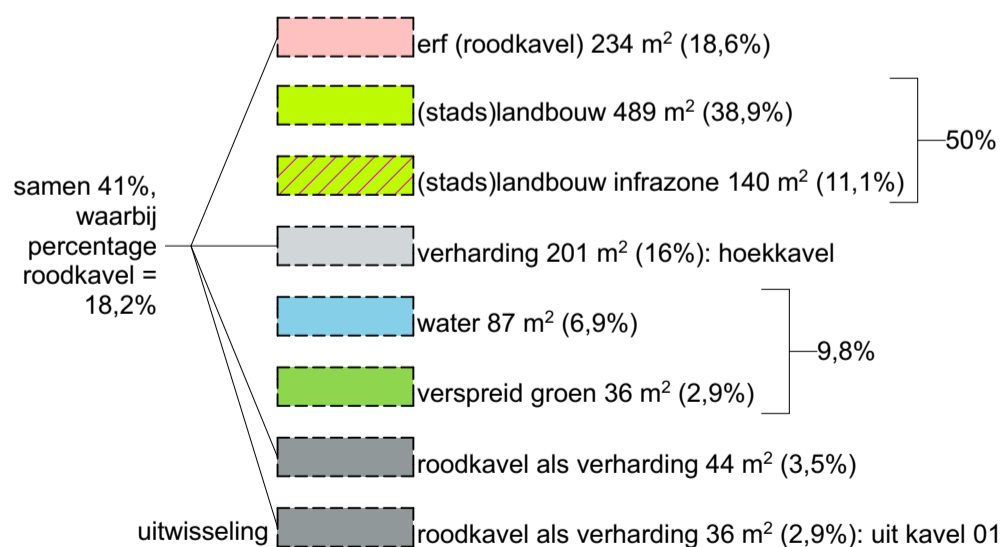 erf (roodkavel) 234 m² (18,6%)
(stads)landbouw 489 m² (38,9%)
50%
(stads)landbouw infrazone 140 m² (11,1%)
samen 41%,
waarbij
percentage
roodkavel =
18,2%
verharding 201 m² (16%): hoekkavel
water 87 m² (6,9%)
9,8%
verspreid groen 36 m² (2,9%)
roodkavel als verharding 44 m² (3,5%)
uitwisseling
roodkavel als verharding 36 m² (2,9%): uit kavel 01